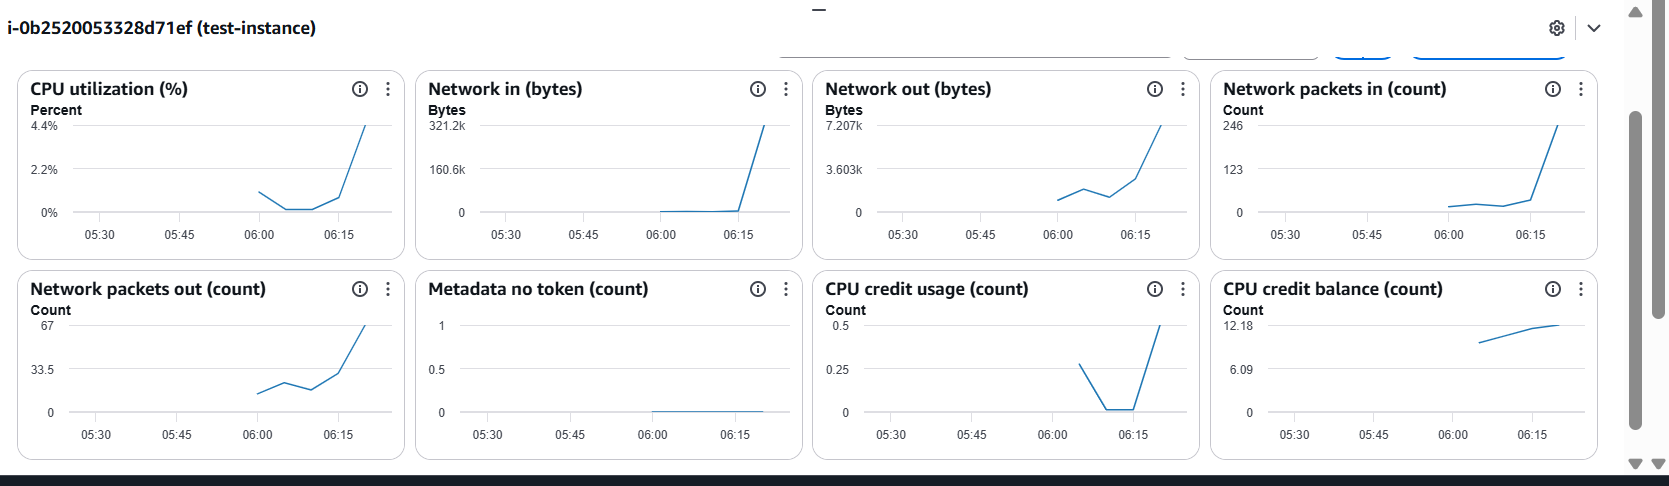 i-0b2520053328d71ef (test-instance)
CPU utilization (%)
Percent
4.4%
2.2%
0%
05:30 05:45 06:00 06:15
Network in (bytes)
Bytes
321.2k
160.6k
0
05:30 05:45 06:00 06:15
Network out (bytes)
Bytes
7.207k
3.603k
0
05:30 05:45 06:00 06:15
Network packets in (count)
Count
246
123
0
05:30 05:45 06:00 06:15
Network packets out (count)
Count
67
33.5
0
05:30 05:45 06:00 06:15
Metadata no token (count)
1
0.5
0
05:30 05:45 06:00 06:15
CPU credit usage (count)
Count
0.5
0.25
0
05:30 05:45 06:00 06:15
CPU credit balance (count)
Count
12.18
6.09
0
05:30 05:45 06:00 06:15